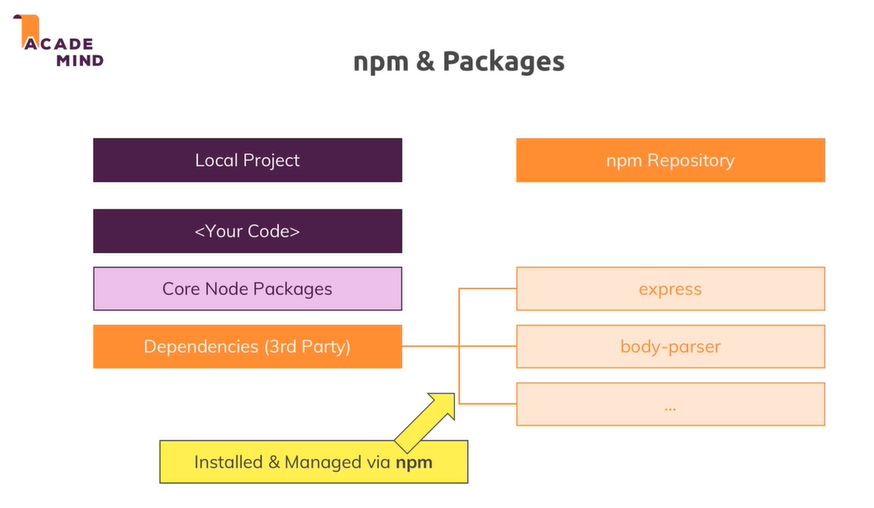 ACADE
MIND
npm & Packages
Local Project
npm Repository
<Your Code>
Core Node Packages
express
Dependencies (3rd Party)
body-parser
...
Installed & Managed via npm